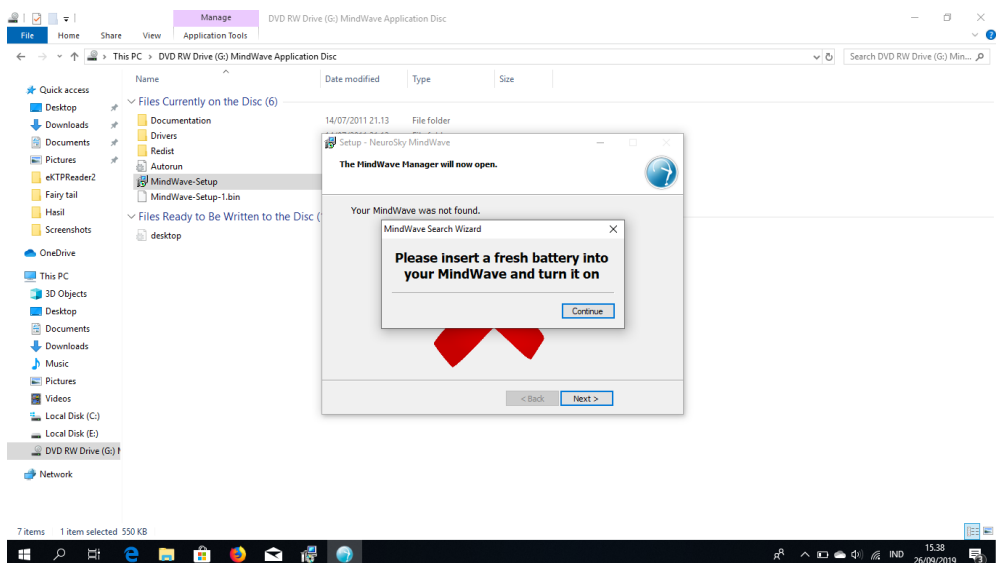 Manage
DVD RW Drive (G:) MindWave Application Disc
File
Home
Share
View
Application Tools
This PC > DVD RW Drive (G:) MindWave Application Disc
Search DVD RW Drive (G:) Min...
Name
Date modified
Type
Size
Quick access
Desktop
Downloads
Documents
Pictures
eKTPReader2
Fairy tail
Hasil
Screenshots
OneDrive
This PC
3D Objects
Desktop
Documents
Downloads
Music
Pictures
Videos
Local Disk (C:)
Local Disk (E:)
DVD RW Drive (G:)
Network
Files Currently on the Disc (6)
Documentation 14/07/2011 21.13 File folder
Drivers
Redist
Autorun
MindWave-Setup
MindWave-Setup-1.bin
Files Ready to Be Written to the Disc
desktop
Setup - NeuroSky MindWave
The MindWave Manager will now open.
Your MindWave was not found.
MindWave Search Wizard
Please insert a fresh battery into
your MindWave and turn it on
Continue
< Back
Next >
7 items 1 item selected 550 KB
IND
15.38
26/09/2019